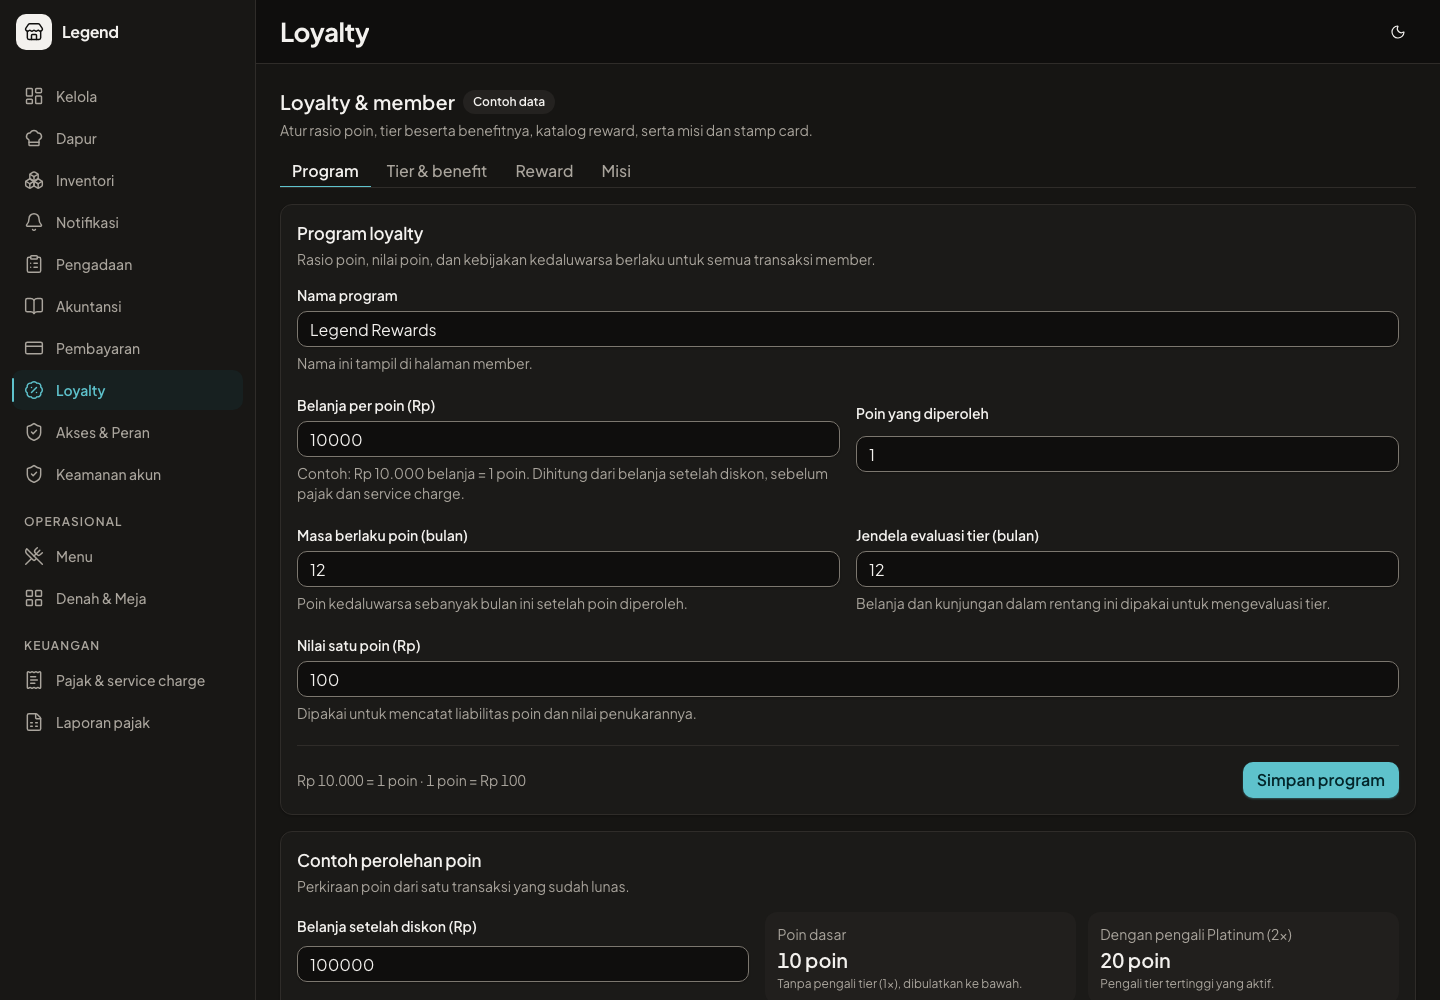 Legend
Kelola
Dapur
Inventori
Notifikasi
Pengadaan
Akuntansi
Pembayaran
Loyalty
Akses & Peran
Keamanan akun
OPERASIONAL
Menu
Denah & Meja
KEUANGAN
Pajak & service charge
Laporan pajak
Loyalty
Loyalty & member
Contoh data
Atur rasio poin, tier beserta benefitnya, katalog reward, serta misi dan stamp card.
Program
Tier & benefit
Reward
Misi
Program loyalty
Rasio poin, nilai poin, dan kebijakan kedaluwarsa berlaku untuk semua transaksi member.
Nama program
Legend Rewards
Nama ini tampil di halaman member.
Belanja per poin (Rp)
10000
Contoh: Rp 10.000 belanja = 1 poin. Dihitung dari belanja setelah diskon, sebelum
pajak dan service charge.
Poin yang diperoleh
1
Masa berlaku poin (bulan)
12
Poin kedaluwarsa sebanyak bulan ini setelah poin diperoleh.
Jendela evaluasi tier (bulan)
12
Belanja dan kunjungan dalam rentang ini dipakai untuk mengevaluasi tier.
Nilai satu poin (Rp)
100
Dipakai untuk mencatat liabilitas poin dan nilai penukarannya.
Rp 10.000 = 1 poin · 1 poin = Rp 100
Simpan program
Contoh perolehan poin
Perkiraan poin dari satu transaksi yang sudah lunas.
Belanja setelah diskon (Rp)
100000
Poin dasar
10 poin
Tanpa pengali tier (1×), dibulatkan ke bawah.
Dengan pengali Platinum (2×)
20 poin
Pengali tier tertinggi yang aktif.